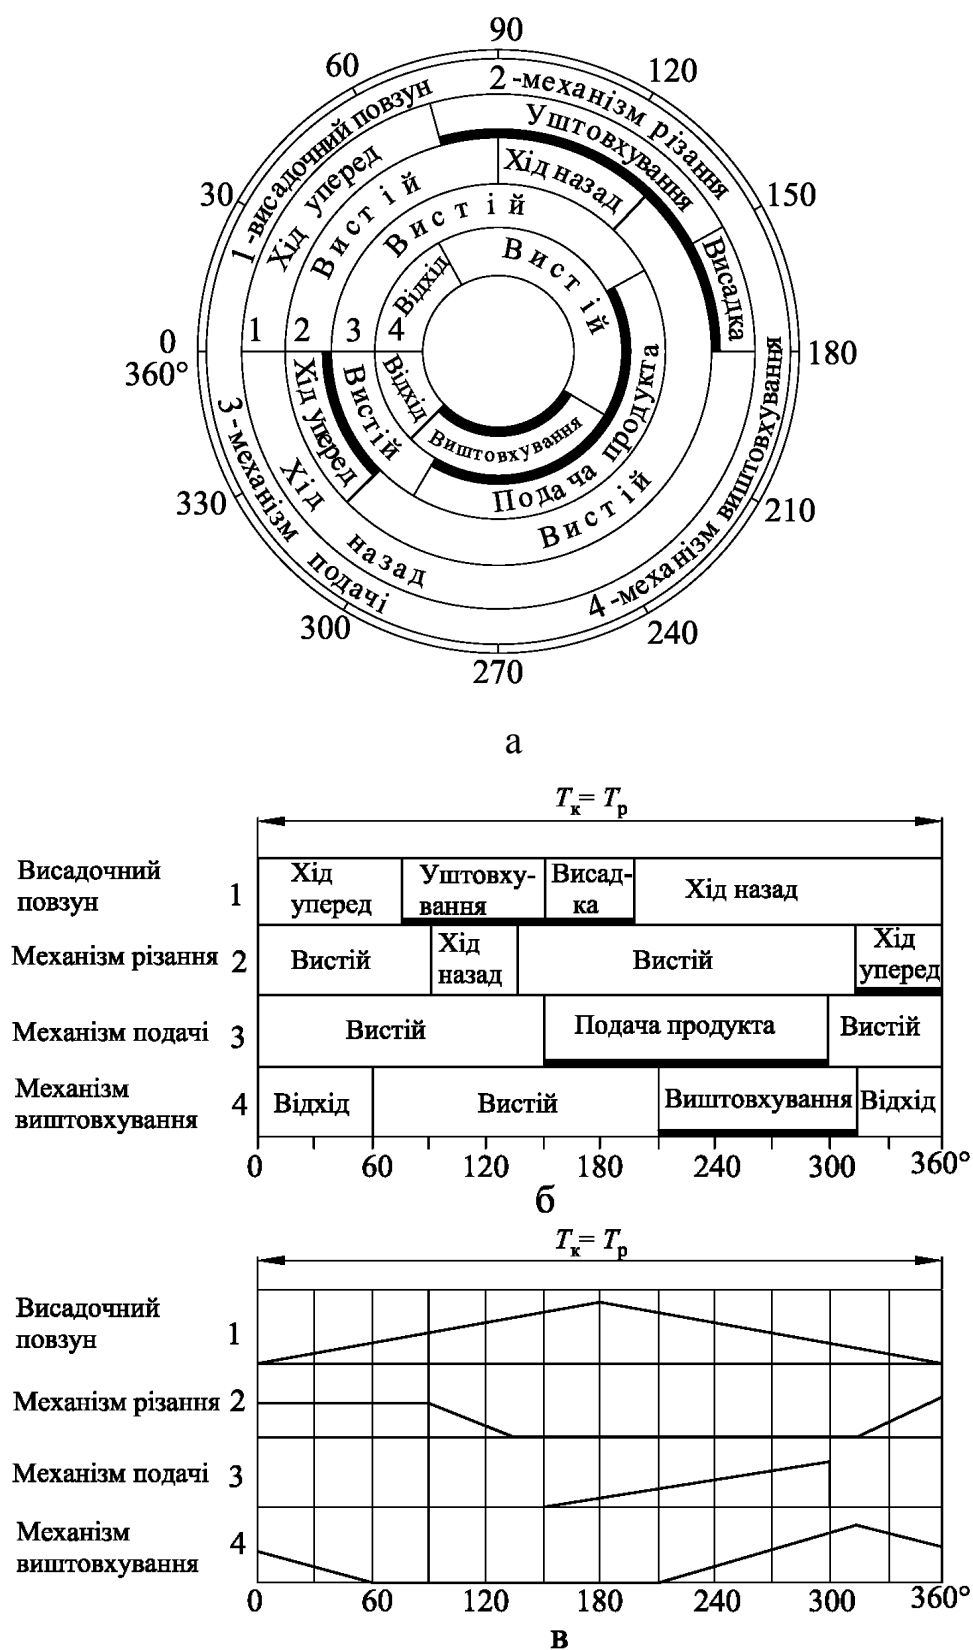 90
60
120
30
150
0
360°
180
330
210
300
240
270
1-висадочний повзун
2-механізм різання
3-механізм подачі
4-механізм виштовхування
Хід уперед
Уштовхування
Висадка
Хід назад
1
2
3
4
Вистій
Хід назад
Вистій
Хід уперед
Вистій
Подача продукта
Вистій
Відхід
Вистій
Виштовхування
Відхід
а
Tк= Tр
Висадочний
повзун
1
Хід
уперед
Уштовху-
вання
Висад-
ка
Хід назад
Механізм різання 2
Вистій
Хід
назад
Вистій
Хід
уперед
Механізм подачі 3
Вистій
Подача продукта
Вистій
Механізм
виштовхування
4
Відхід
Вистій
Виштовхування
Відхід
0 60 120 180 240 300 360°
б
Tк= Tр
Висадочний
повзун
1
Механізм різання 2
Механізм подачі 3
Механізм
виштовхування
4
0 60 120 180 240 300 360°
в